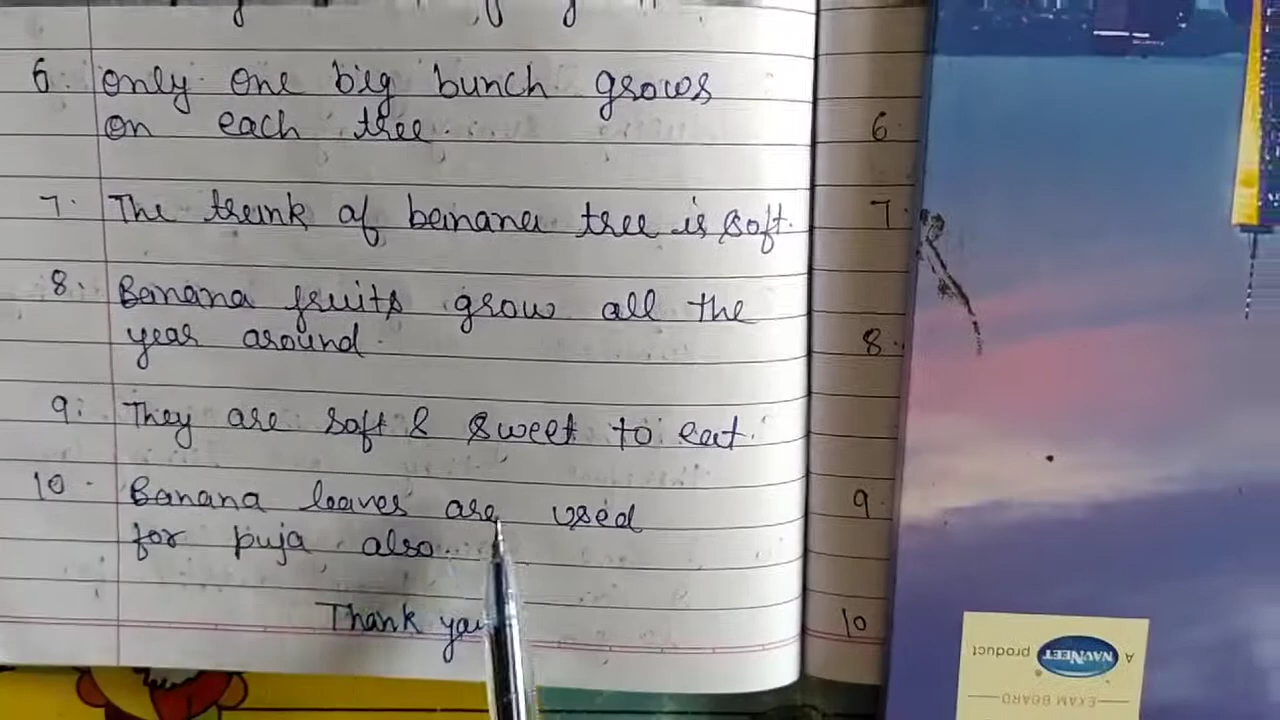 6. Only one big bunch grows
on each tree.
7. The trunk of banana tree is soft.
8. Banana fruits grow all the
year around.
9. They are soft & sweet to eat.
10. Banana leaves are used
for puja also.
Thank you
6.
7.
8.
9.
10
A NAVNEET product
EXAM BOARD